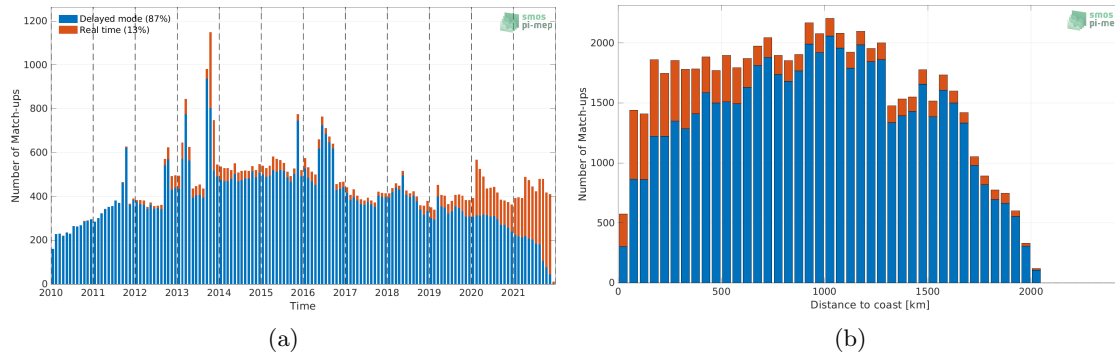 Delayed mode (87%)
Real time (13%)
smos
pi-mep
1200
1000
800
600
400
200
0
Number of Match-ups
2010 2011 2012 2013 2014 2015 2016 2017 2018 2019 2020 2021
Time
(a)
smos
pi-me
2000
1500
1000
500
0
Number of Match-ups
0 500 1000 1500 2000
Distance to coast [km]
(b)